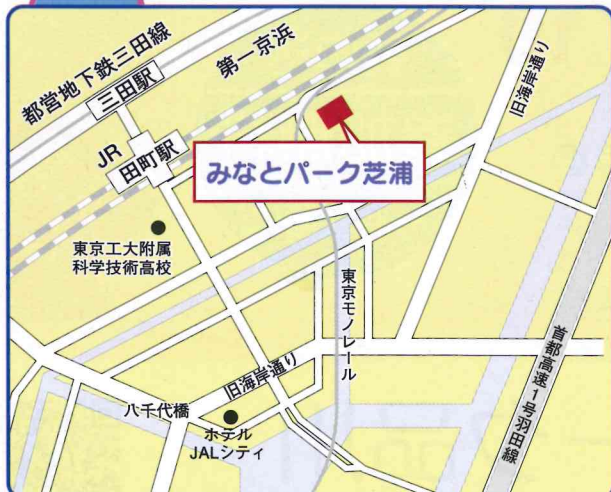 都営地下鉄三田線
第一京浜
三田駅
旧海岸通り
JR
田町駅
みなとパーク芝浦
東京工大附属
科学技術高校
東京モノレール
首都高速1号羽田線
旧海岸通り
八千代橋
ホテル
JALシティ